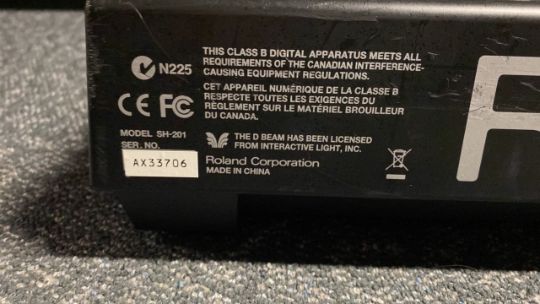 N225
THIS CLASS B DIGITAL APPARATUS MEETS ALL
REQUIREMENTS OF THE CANADIAN INTERFERENCE-
CAUSING EQUIPMENT REGULATIONS.
CET APPAREIL NUMÉRIQUE DE LA CLASSE B
RESPECTE TOUTES LES EXIGENCES DU
RÈGLEMENT SUR LE MATÉRIEL BROUILLEUR
DU CANADA.
CE FC
MODEL SH-201
SER. NO.
AX33706
THE D BEAM HAS BEEN LICENSED
FROM INTERACTIVE LIGHT, INC.
Roland Corporation
MADE IN CHINA